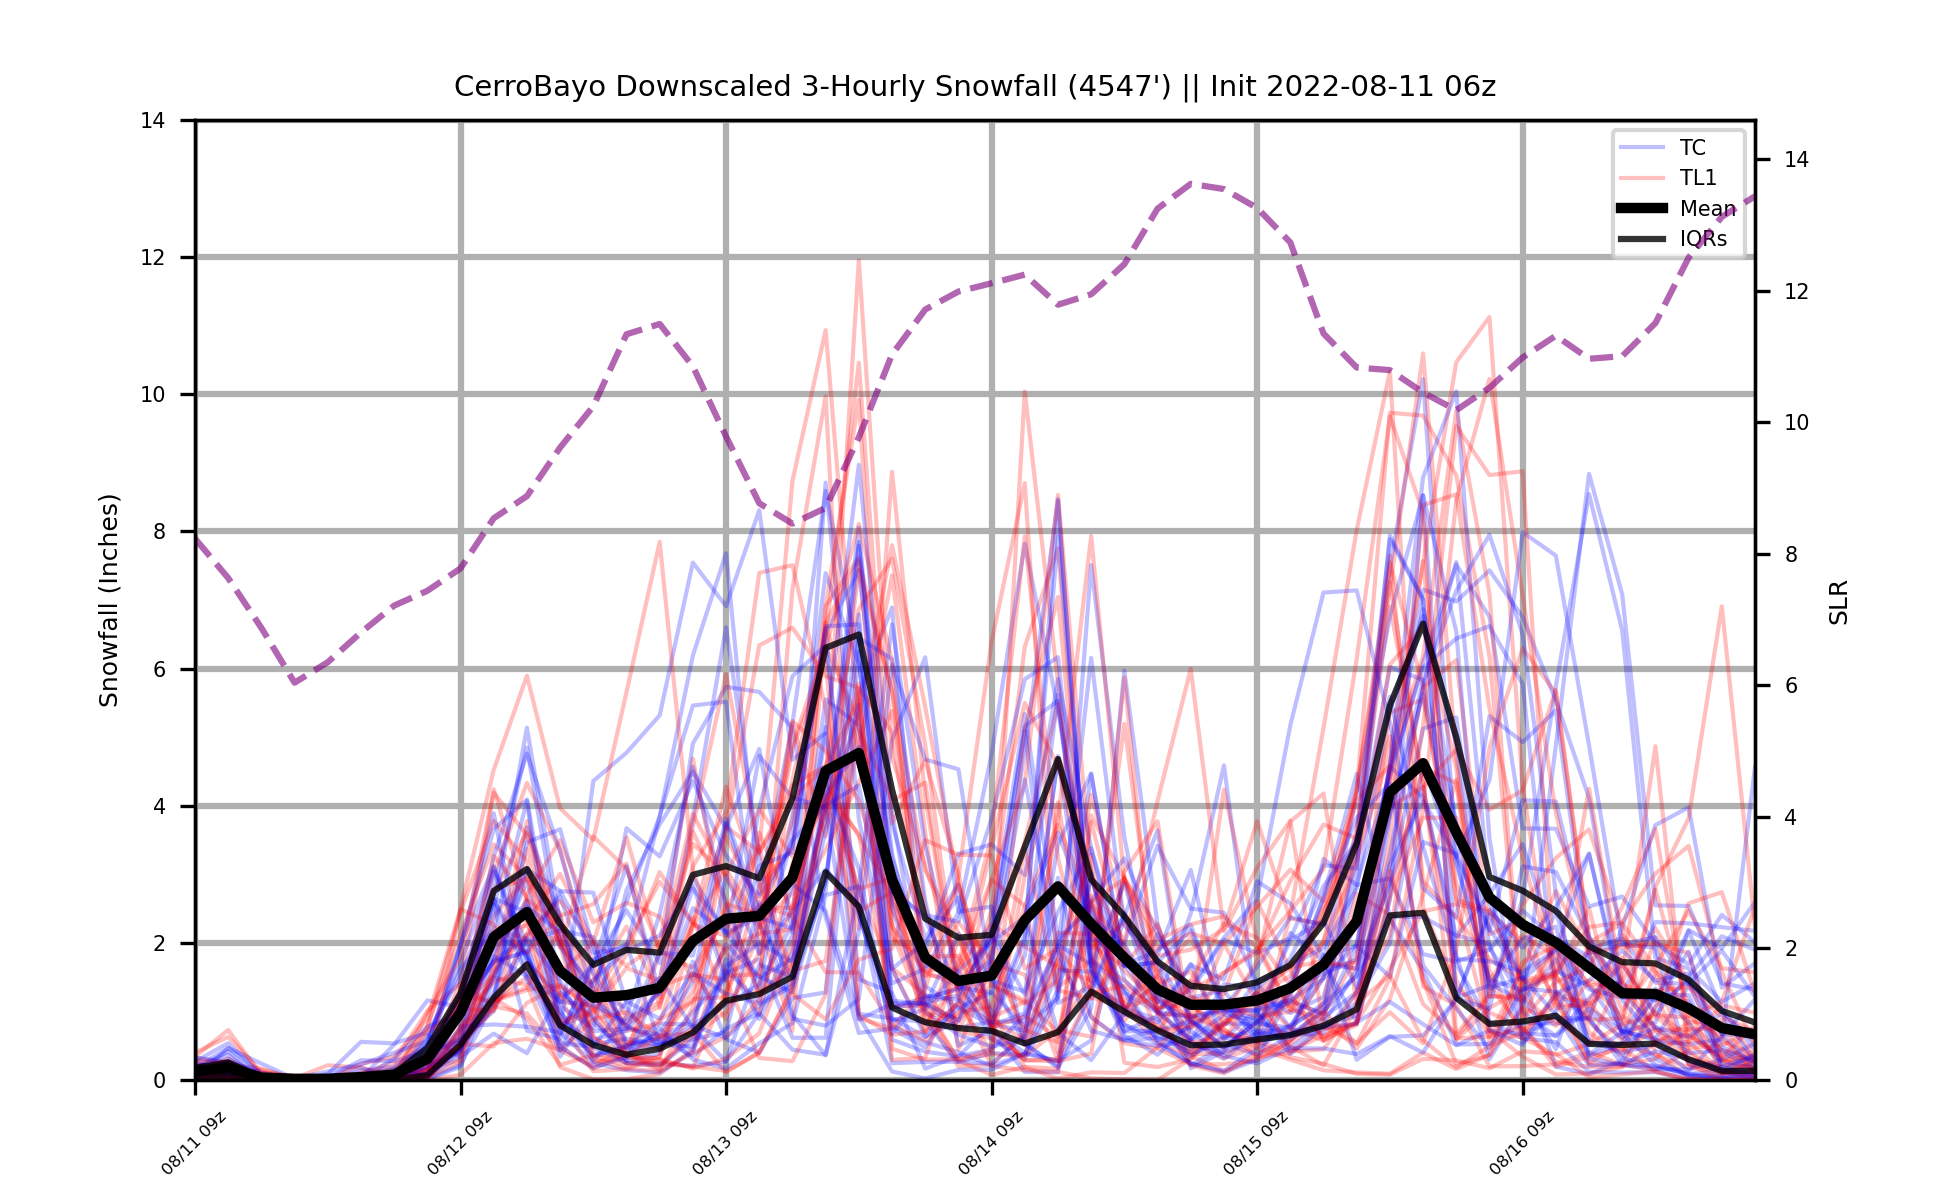 CerroBayo Downscaled 3-Hourly Snowfall (4547') || Init 2022-08-11 06z
14
12
10
8
6
4
2
0
Snowfall (Inches)
TC
TL1
Mean
IQRs
14
12
10
8
6
4
2
0
SLR
08/11 09z
08/12 09z
08/13 09z
08/14 09z
08/15 09z
08/16 09z